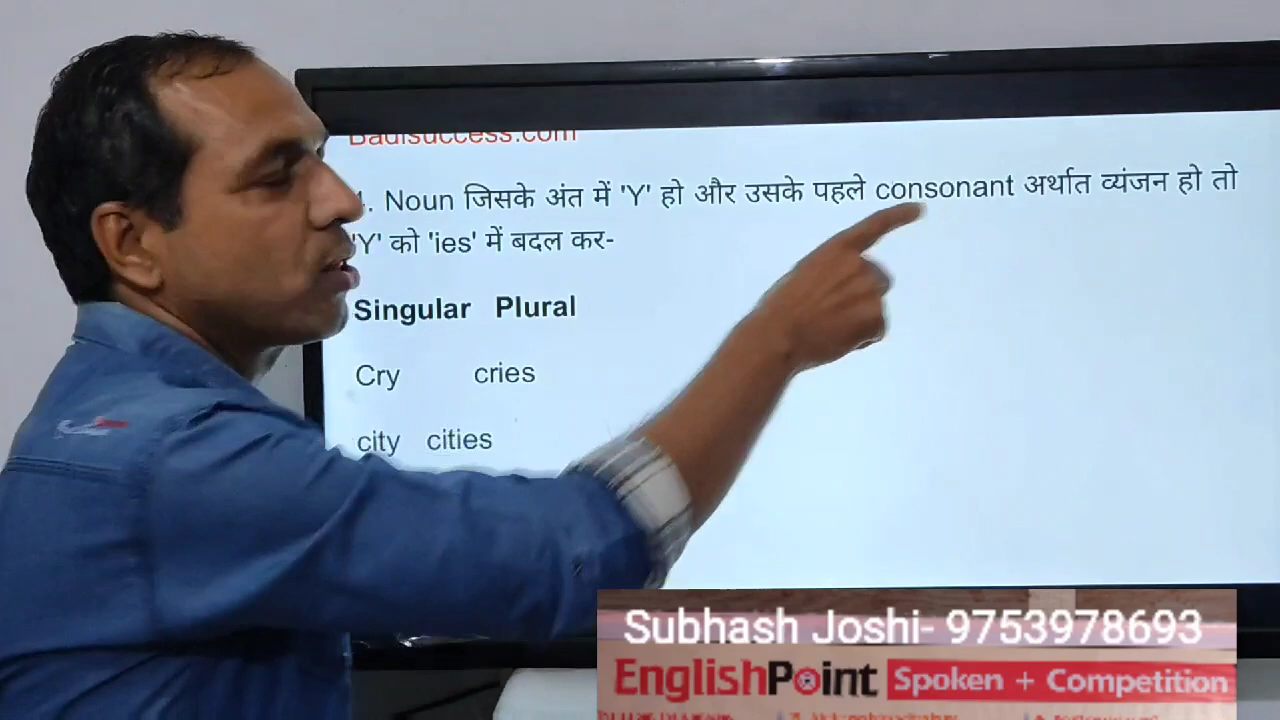 Badisuccess.com
. Noun जिसके अंत में 'Y' हो और उसके पहले consonant अर्थात व्यंजन हो तो
'Y' को 'ies' में बदल कर-
Singular Plural
Cry cries
city cities
Subhash Joshi- 9753978693
EnglishPoint Spoken + Competition